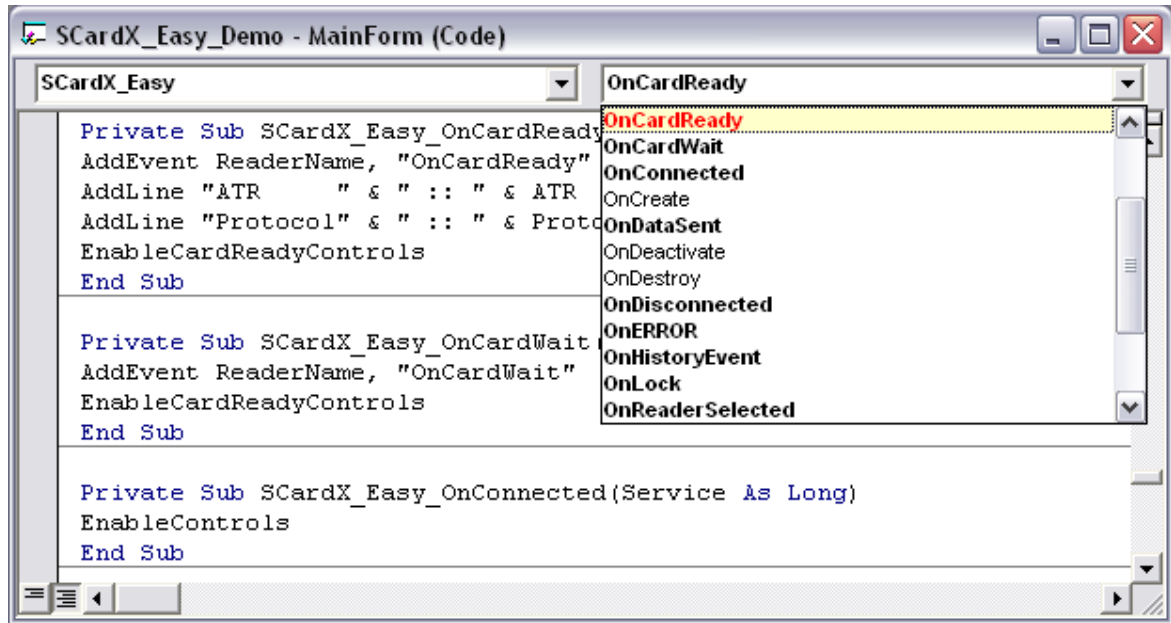 SCardX_Easy_Demo - MainForm (Code)
SCardX_Easy
OnCardReady
Private Sub SCardX_Easy_OnCardReady
AddEvent ReaderName, "OnCardReady"
AddLine "ATR      " & " :: " & ATR
AddLine "Protocol" & " :: " & Proto
EnableCardReadyControls
End Sub
Private Sub SCardX_Easy_OnCardWait(
AddEvent ReaderName, "OnCardWait"
EnableCardReadyControls
End Sub
Private Sub SCardX_Easy_OnConnected(Service As Long)
EnableControls
End Sub
OnCardReady
OnCardWait
OnConnected
OnCreate
OnDataSent
OnDeactivate
OnDestroy
OnDisconnected
OnERROR
OnHistoryEvent
OnLock
OnReaderSelected